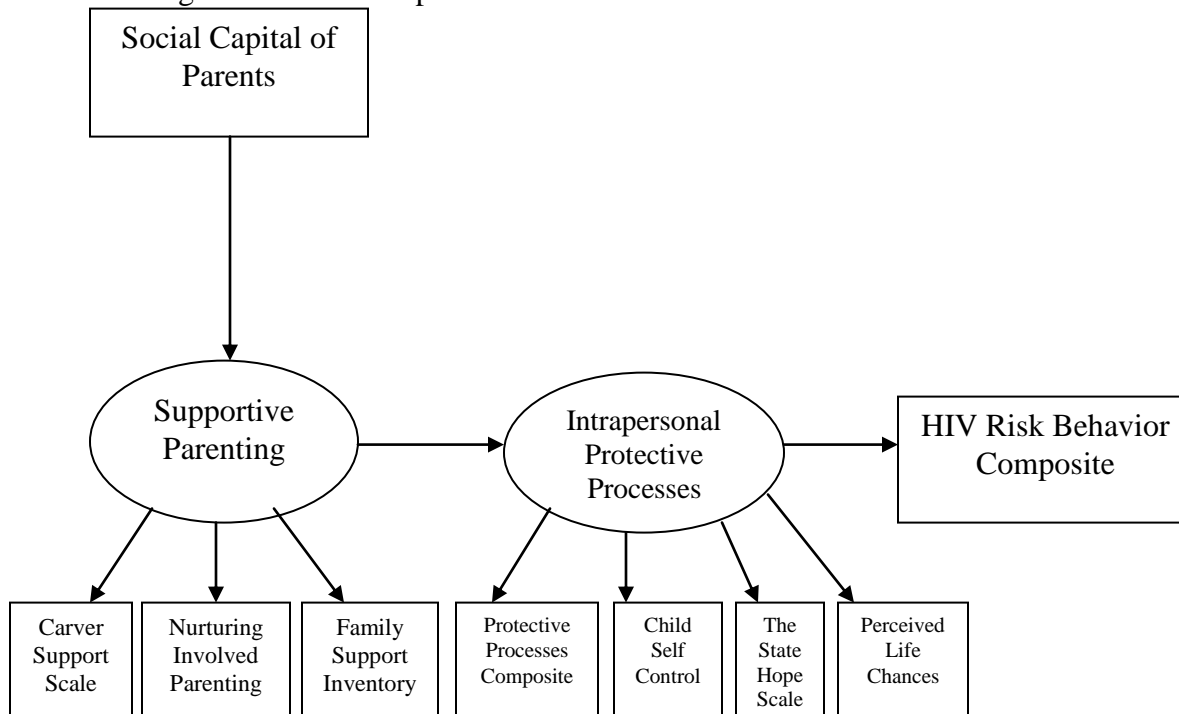 Social Capital of
Parents
Supportive
Parenting
Intrapersonal
Protective
Processes
HIV Risk Behavior
Composite
Carver
Support
Scale
Nurturing
Involved
Parenting
Family
Support
Inventory
Protective
Processes
Composite
Child
Self
Control
The
State
Hope
Scale
Perceived
Life
Chances